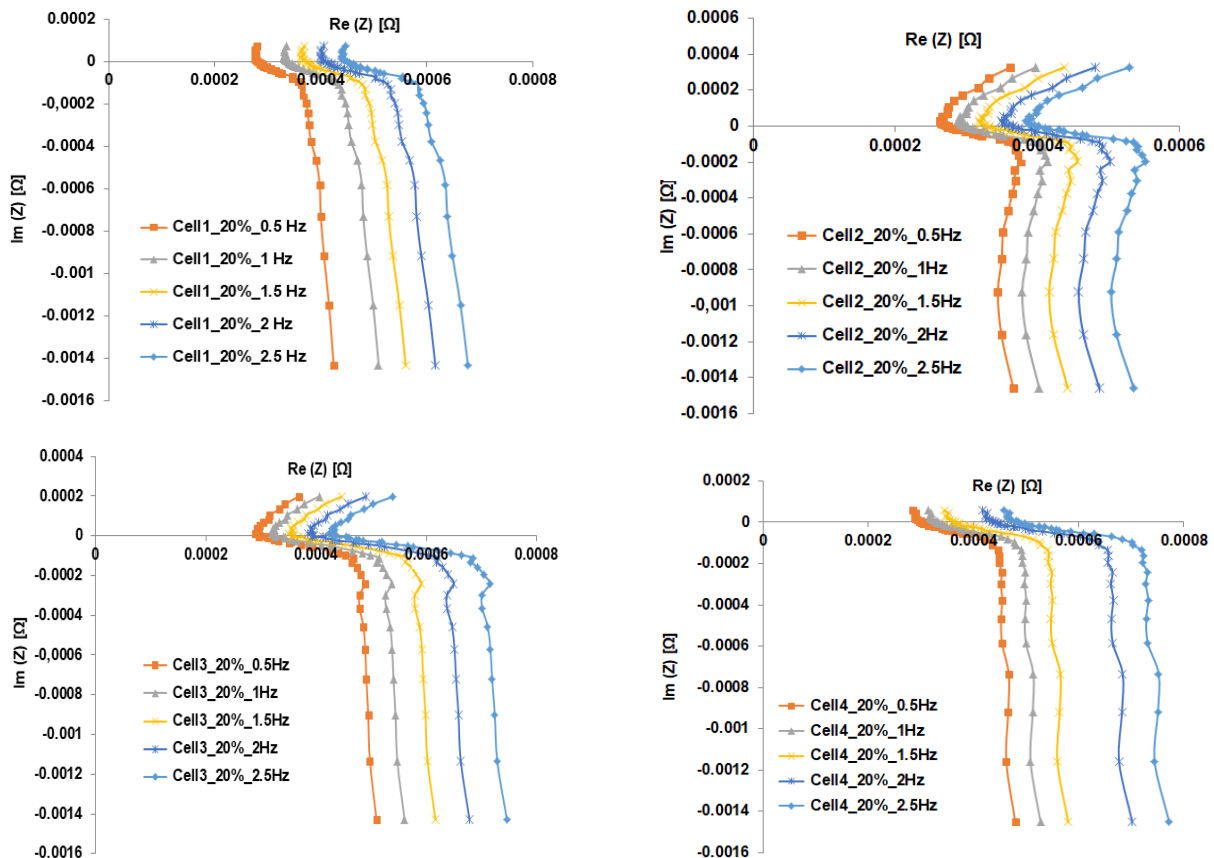 Re (Z) [Ω]
0.0002
0
-0.0002
-0.0004
-0.0006
-0.0008
-0.001
-0.0012
-0.0014
-0.0016
0
0.0002
0.0004
0.0006
0.0008
Im (Z) [Ω]
Cell1_20%_0.5 Hz
Cell1_20%_1 Hz
Cell1_20%_1.5 Hz
Cell1_20%_2 Hz
Cell1_20%_2.5 Hz
Re (Z) [Ω]
0.0006
0.0004
0.0002
0
-0.0002
-0.0004
-0.0006
-0.0008
-0,001
-0.0012
-0.0014
-0.0016
0
0.0002
0.0004
0.0006
Im (Z) [Ω]
Cell2_20%_0.5Hz
Cell2_20%_1Hz
Cell2_20%_1.5Hz
Cell2_20%_2Hz
Cell2_20%_2.5Hz
Re (Z) [Ω]
0.0004
0.0002
0
-0.0002
-0.0004
-0,0006
-0.0008
-0.001
-0.0012
-0.0014
-0.0016
0
0.0002
0.0004
0.0006
0.0008
Im (Z) [Ω]
Cell3_20%_0.5Hz
Cell3_20%_1Hz
Cell3_20%_1.5Hz
Cell3_20%_2Hz
Cell3_20%_2.5Hz
Re (Z) [Ω]
0.0002
0
-0.0002
-0.0004
-0.0006
-0.0008
-0.001
-0.0012
-0.0014
-0.0016
0
0.0002
0.0004
0.0006
0.0008
Im (Z) [Ω]
Cell4_20%_0.5Hz
Cell4_20%_1Hz
Cell4_20%_1.5Hz
Cell4_20%_2Hz
Cell4_20%_2.5Hz